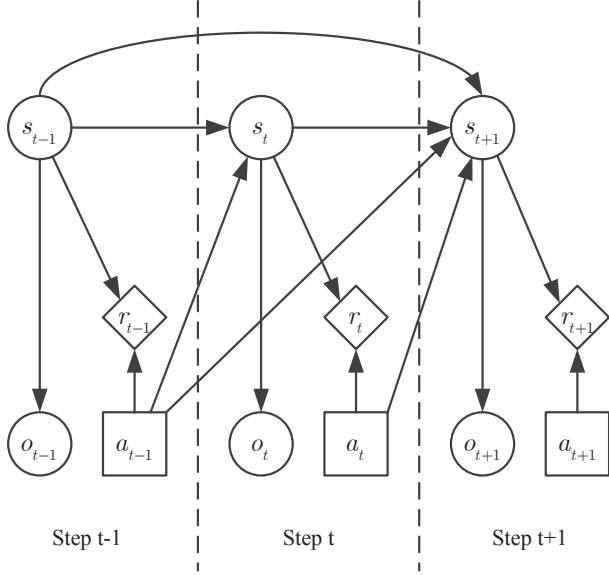 s_{t-1} s_t s_{t+1}
r_{t-1} r_t r_{t+1}
o_{t-1} a_{t-1} o_t a_t o_{t+1} a_{t+1}
Step t-1 Step t Step t+1